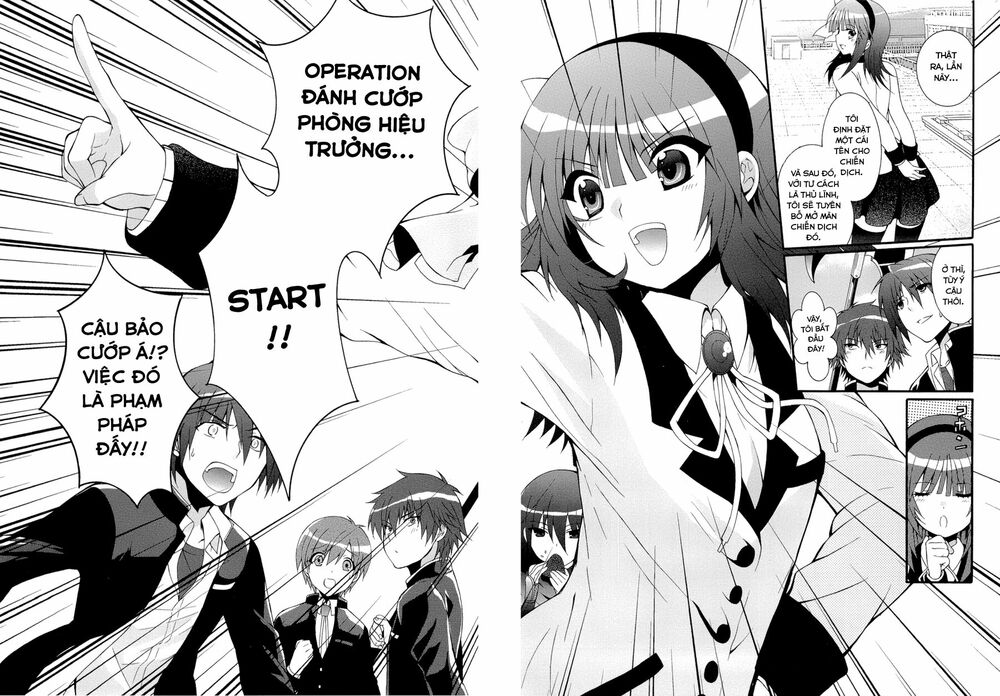 THẬT
RA, LẦN
NÀY...
TÔI
ĐỊNH ĐẶT
MỘT CÁI
TÊN CHO
CHIẾN
DỊCH.
VÀ SAU ĐÓ,
VỚI TƯ CÁCH
LÀ THỦ LĨNH,
TÔI SẼ TUYÊN
BỐ MỞ MÀN
CHIẾN DỊCH
ĐÓ.
Ờ THÌ,
TÙY Ý
CẬU
THÔI.
VẬY,
TÔI BẮT
ĐẦU
ĐÂY!
OPERATION
ĐÁNH CƯỚP
PHÒNG HIỆU
TRƯỞNG...
START
!!
CẬU BẢO
CƯỚP Á!?
VIỆC ĐÓ
LÀ PHẠM
PHÁP
ĐẤY!!